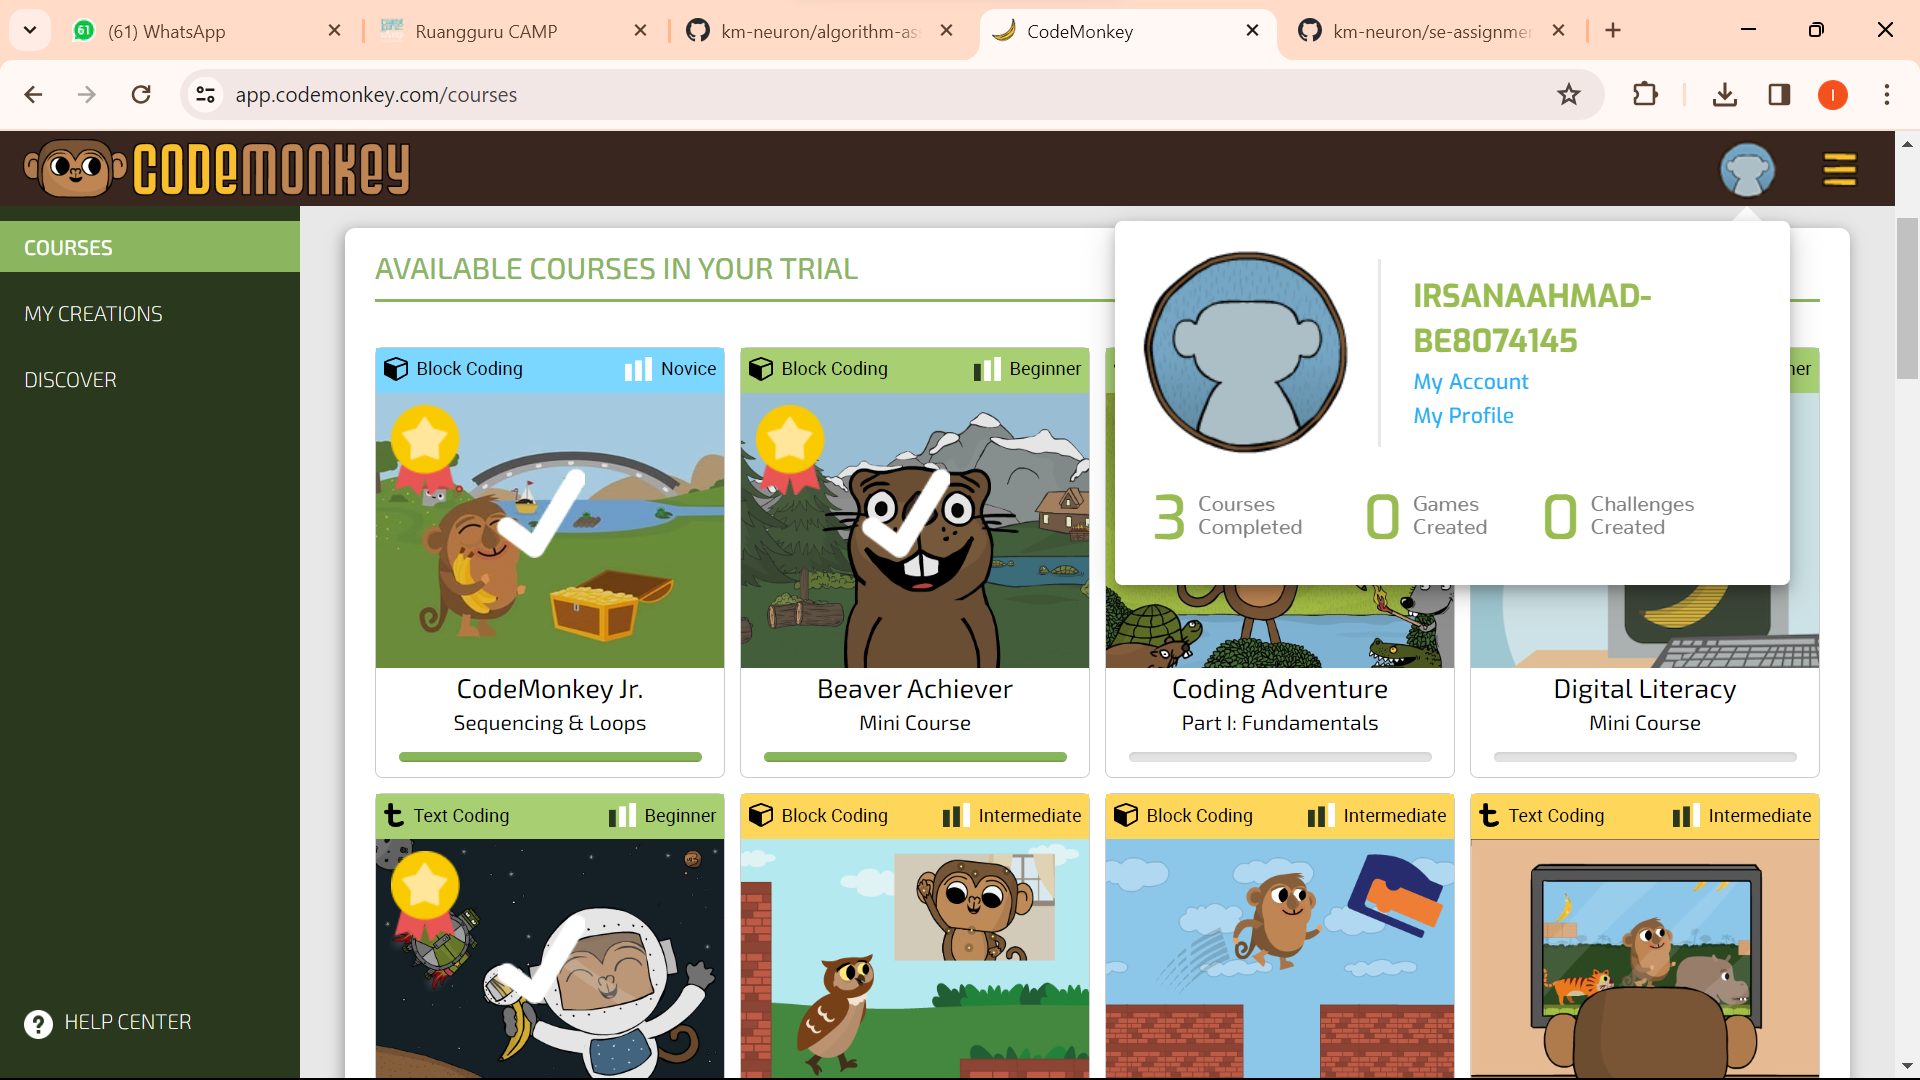 61
(61) WhatsApp
Ruangguru CAMP
km-neuron/algorithm-as
CodeMonkey
km-neuron/se-assignmen
app.codemonkey.com/courses
I
CODEMONKEY
COURSES
MY CREATIONS
DISCOVER
? HELP CENTER
AVAILABLE COURSES IN YOUR TRIAL
IRSANAAHMAD-
BE8074145
My Account
My Profile
3 Courses Completed
0 Games Created
0 Challenges Created
Block Coding Novice
CodeMonkey Jr.
Sequencing & Loops
Block Coding Beginner
Beaver Achiever
Mini Course
Coding Adventure
Part I: Fundamentals
ner
Digital Literacy
Mini Course
t Text Coding Beginner
Block Coding Intermediate
Block Coding Intermediate
t Text Coding Intermediate